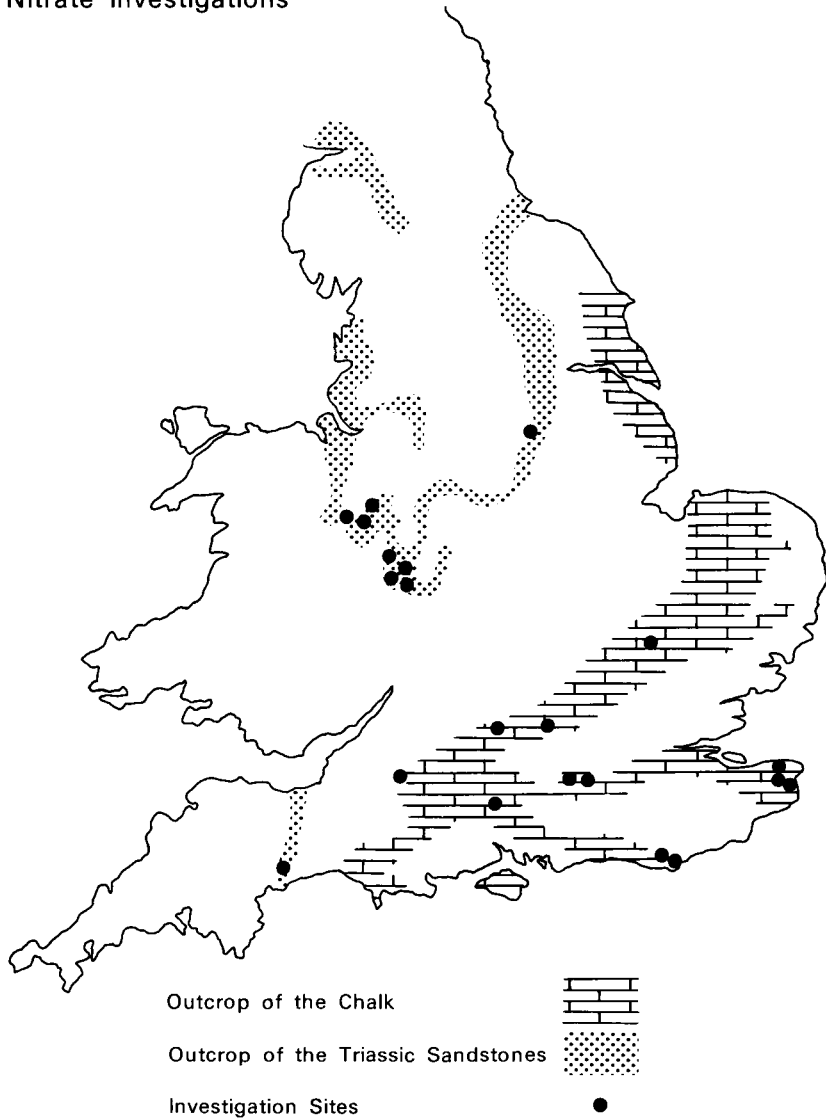 Nitrate Investigations
Outcrop of the Chalk
Outcrop of the Triassic Sandstones
Investigation Sites